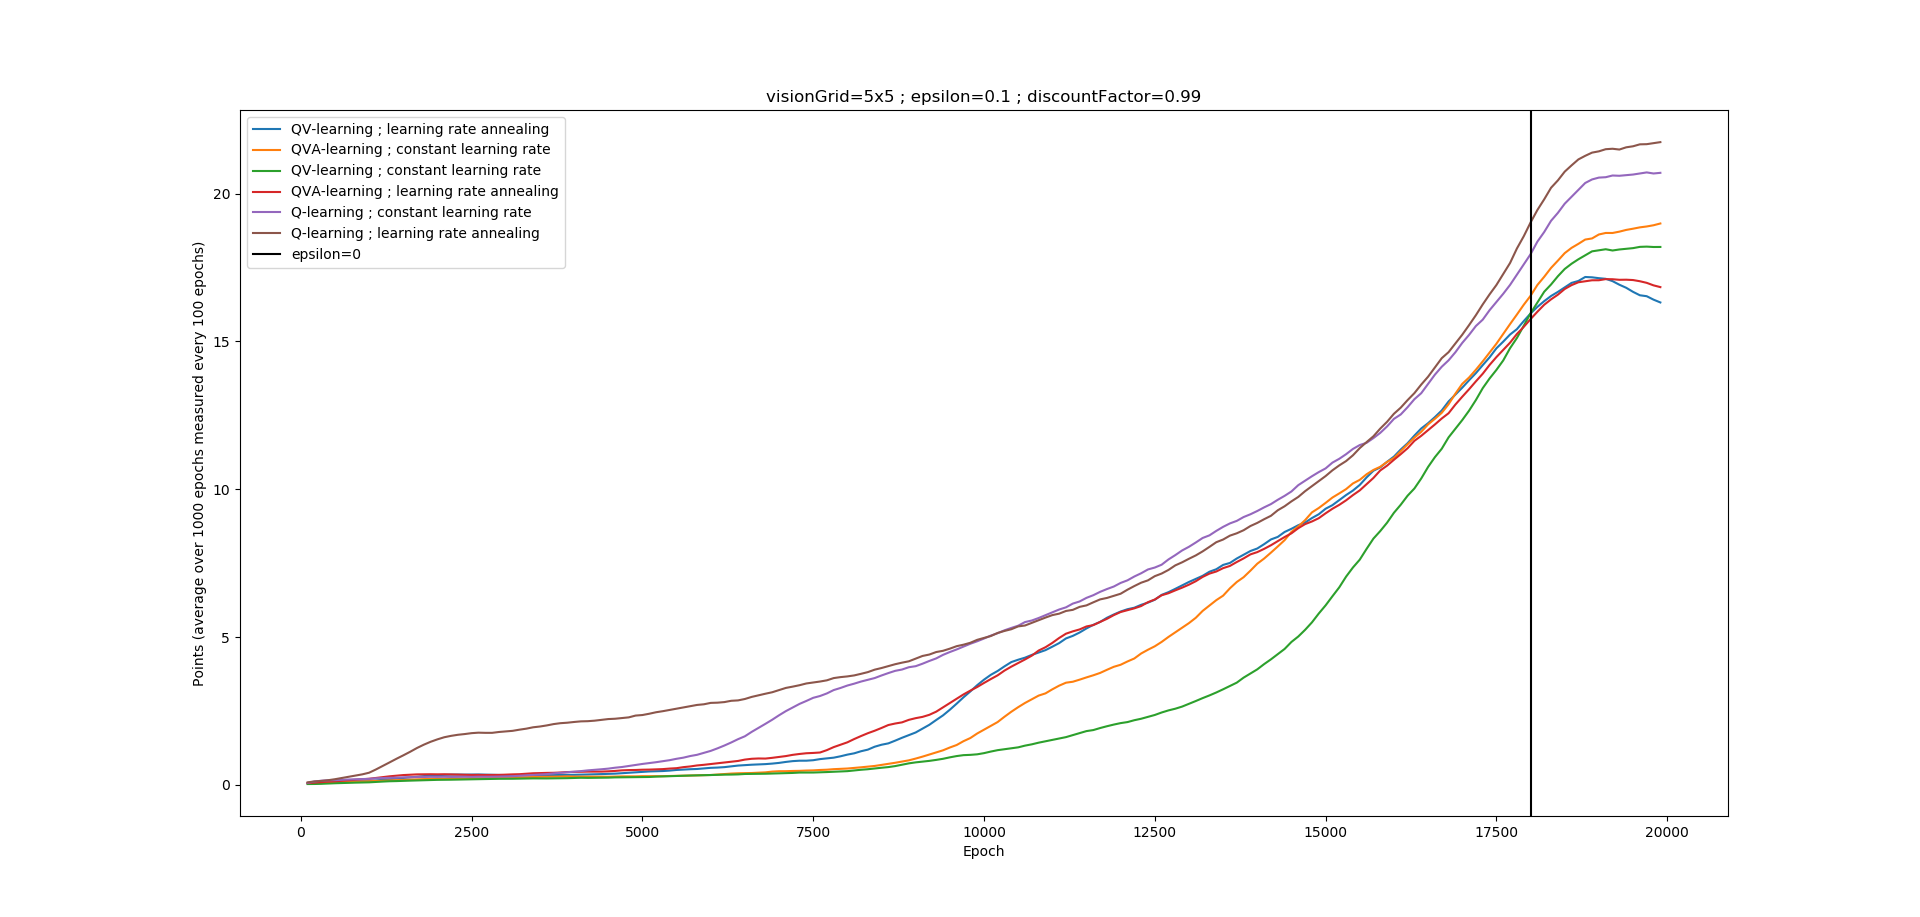 visionGrid=5x5 ; epsilon=0.1 ; discountFactor=0.99
QV-learning ; learning rate annealing
QVA-learning ; constant learning rate
QV-learning ; constant learning rate
QVA-learning ; learning rate annealing
Q-learning ; constant learning rate
Q-learning ; learning rate annealing
epsilon=0
Points (average over 1000 epochs measured every 100 epochs)
20
15
10
5
0
0 2500 5000 7500 10000 12500 15000 17500 20000
Epoch